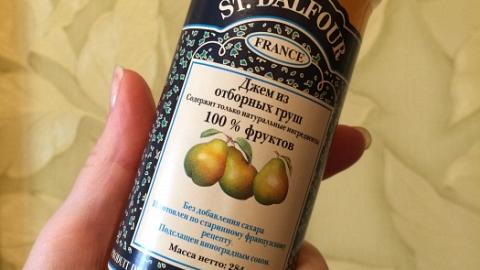 ST. DALFOUR
FRANCE
Джем из
отборных груш
Содержит только натуральные ингредиенты
100 % фруктов
Без добавления сахара
Изготовлен по старинному французскому
рецепту.
Подслащен виноградным соком.
Масса нетто: 284